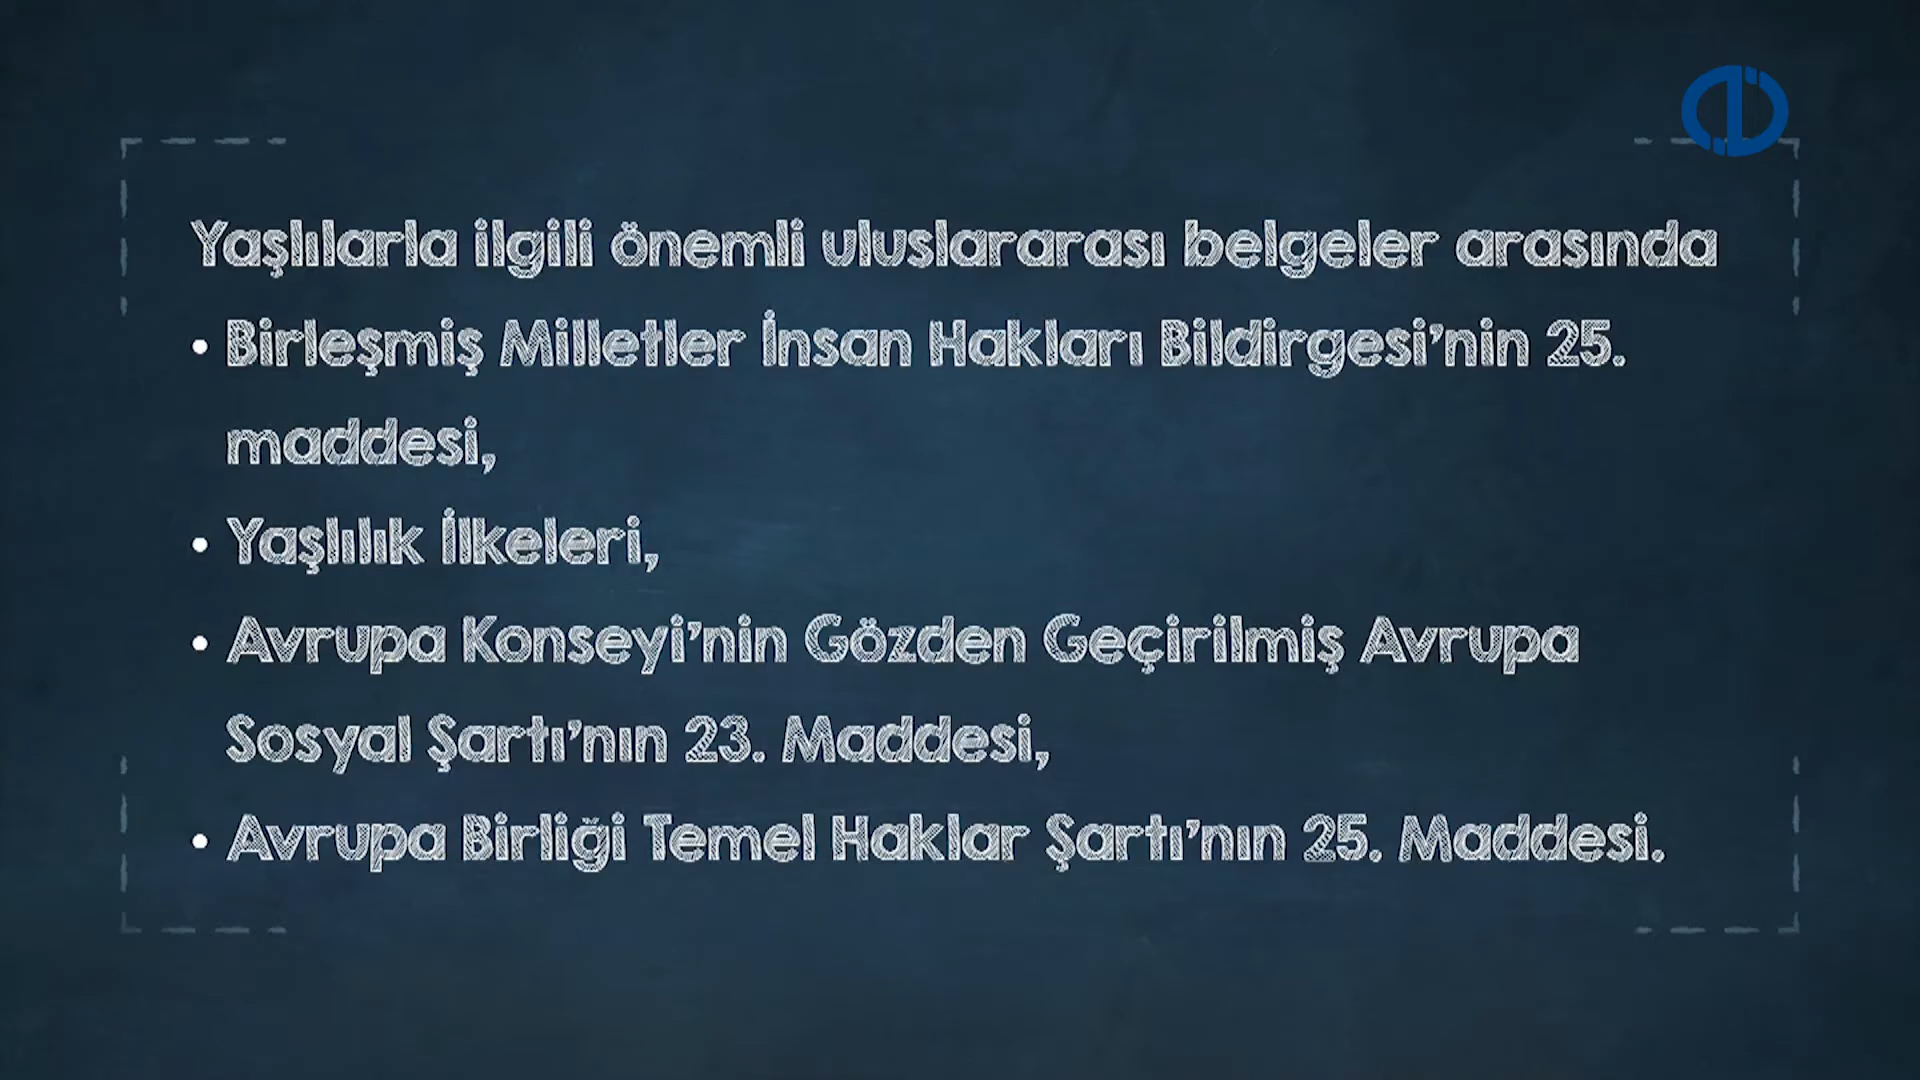 Yaşlılarla ilgili önemli uluslararası belgeler arasında
• Birleşmiş Milletler İnsan Hakları Bildirgesi’nin 25.
maddesi,
• Yaşlılık İlkeleri,
• Avrupa Konseyi’nin Gözden Geçirilmiş Avrupa
Sosyal Şartı’nın 23. Maddesi,
• Avrupa Birliği Temel Haklar Şartı’nın 25. Maddesi.